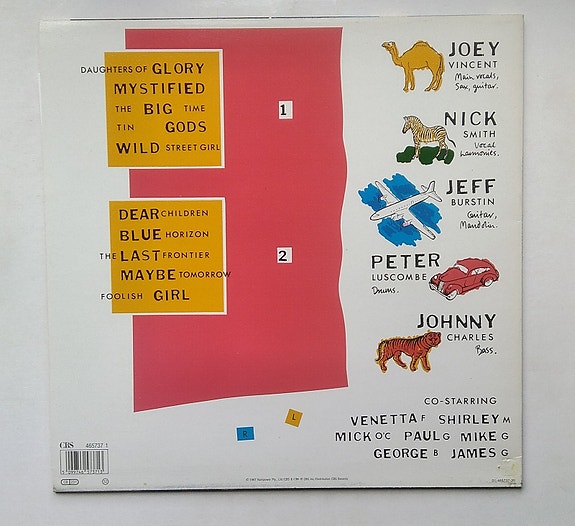 DAUGHTERS OF GLORY
MYSTIFIED
THE BIG TIME
TIN GODS
WILD STREET GIRL
1
DEAR CHILDREN
BLUE HORIZON
THE LAST FRONTIER
MAYBE TOMORROW
FOOLISH GIRL
2
JOEY
VINCENT
Main vocals,
Sax, guitar.
NICK
SMITH
Vocal
Harmonies.
JEFF
BURSTIN
Guitar,
Mandolin.
PETER
LUSCOMBE
Drums.
JOHNNY
CHARLES
Bass.
CO-STARRING
VENETTA F SHIRLEY M
MICK O'C PAUL G MIKE G
GEORGE B JAMES G
L
R
CBS 465737 1